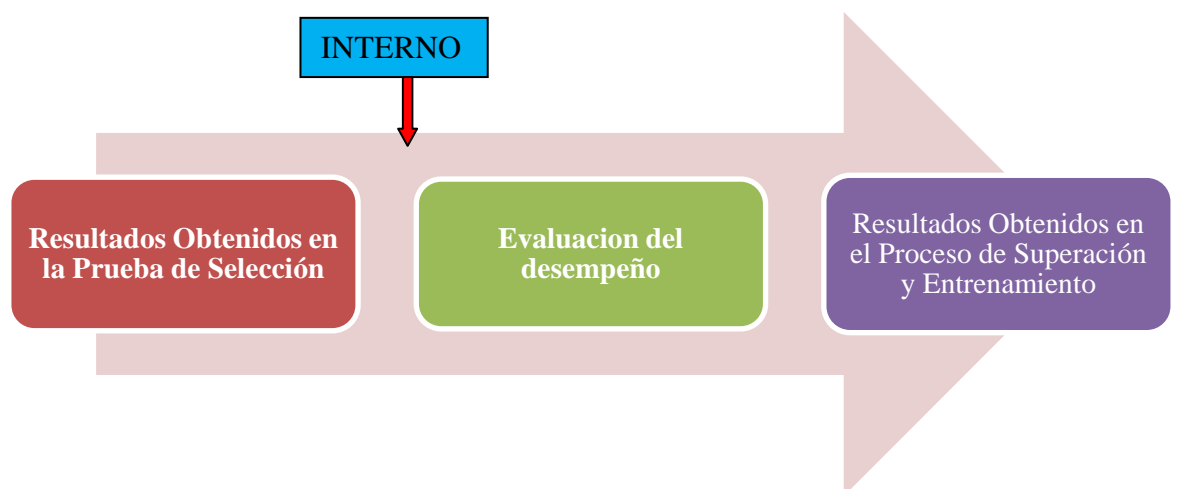 INTERNO
Resultados Obtenidos en
la Prueba de Selección
Evaluacion del
desempeño
Resultados Obtenidos en
el Proceso de Superación
y Entrenamiento